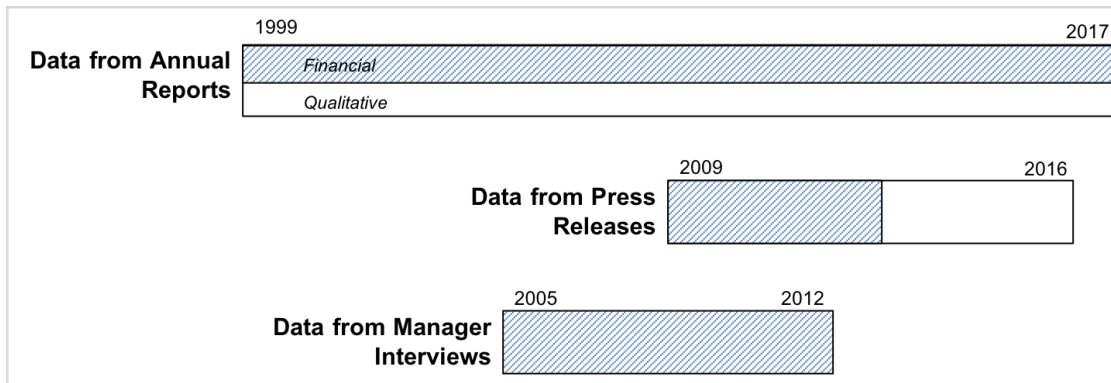 1999
2017
Data from Annual
Reports
Financial
Qualitative
2009
2016
Data from Press
Releases
2005
2012
Data from Manager
Interviews